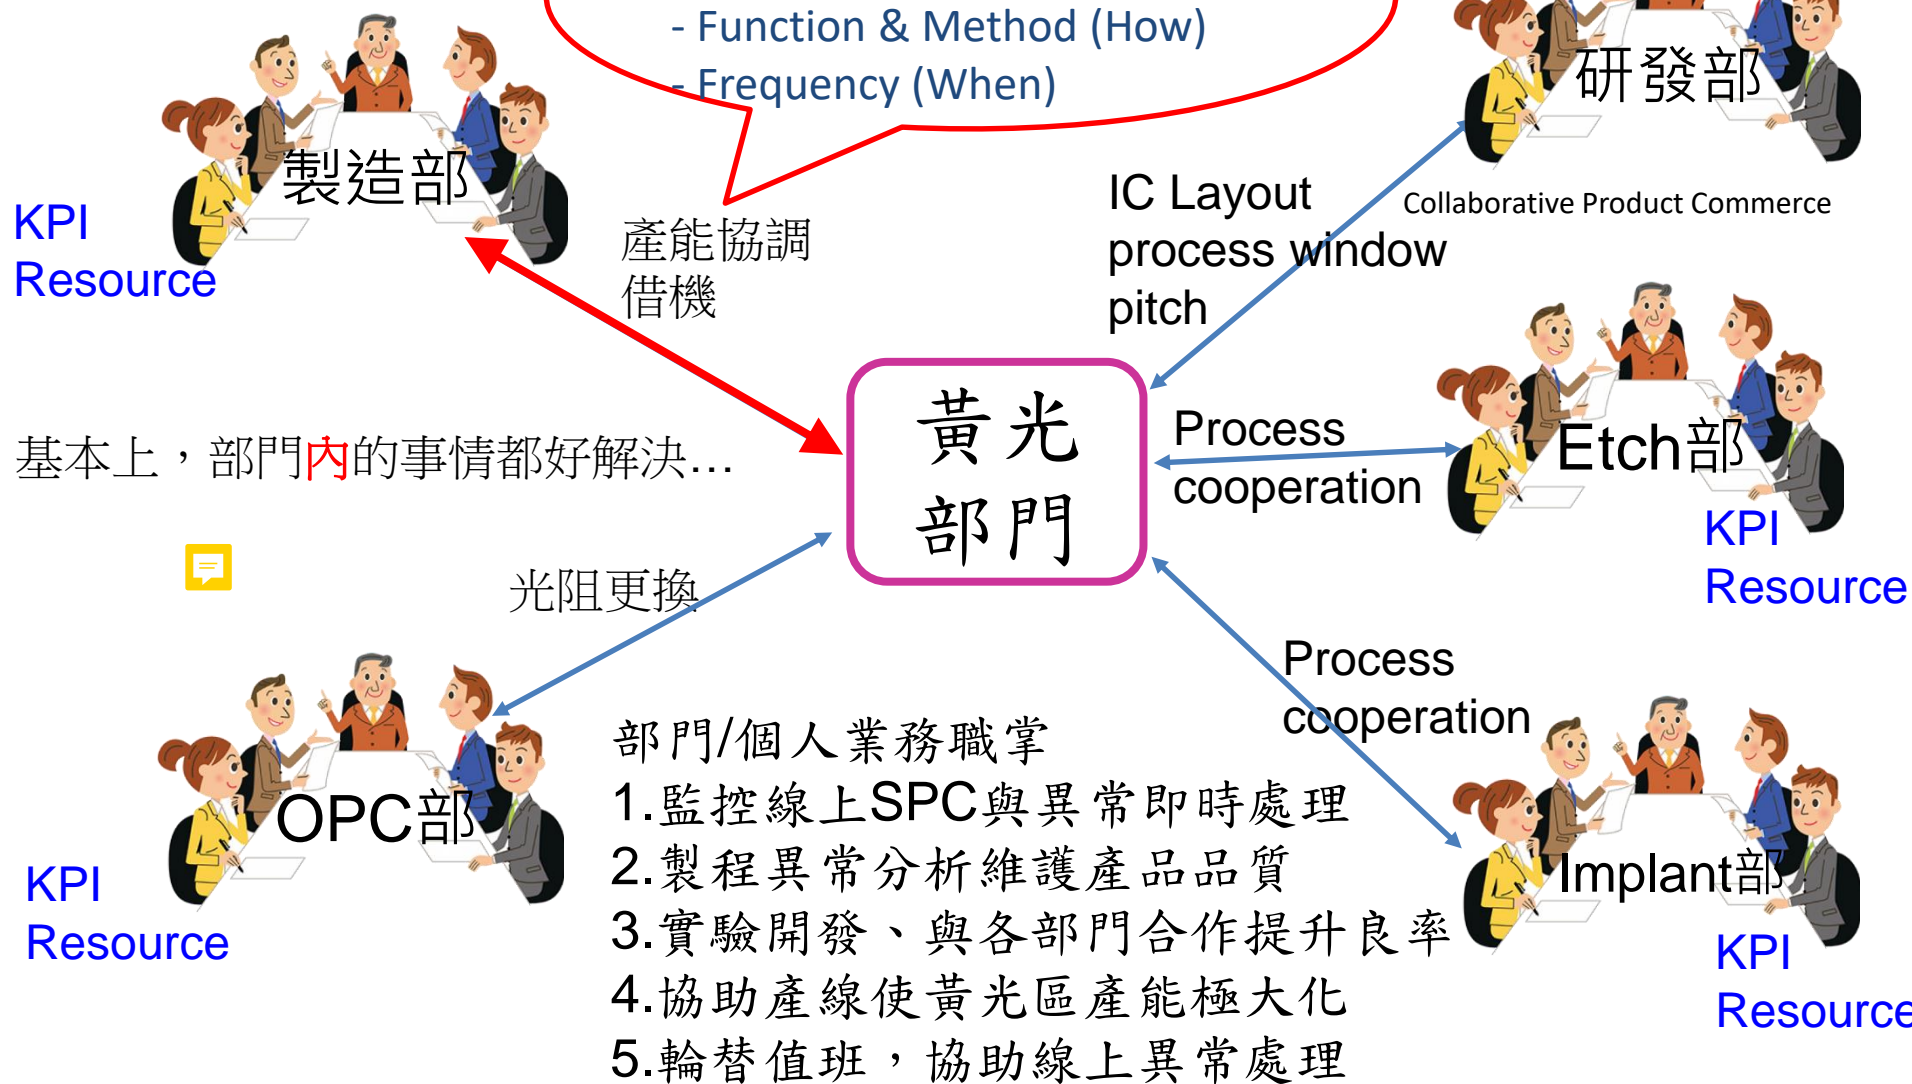 - Function & Method (How)
- Frequency (When)
研發部
製造部
KPI
Resource
產能協調
借機
IC Layout
process window
pitch
Collaborative Product Commerce
黃光
部門
Process
cooperation
Etch部
KPI
Resource
基本上，部門內的事情都好解決…
光阻更換
OPC部
KPI
Resource
Process
cooperation
Implant部
KPI
Resource
部門/個人業務職掌
1.監控線上SPC與異常即時處理
2.製程異常分析維護產品品質
3.實驗開發、與各部門合作提升良率
4.協助產線使黃光區產能極大化
5.輪替值班，協助線上異常處理